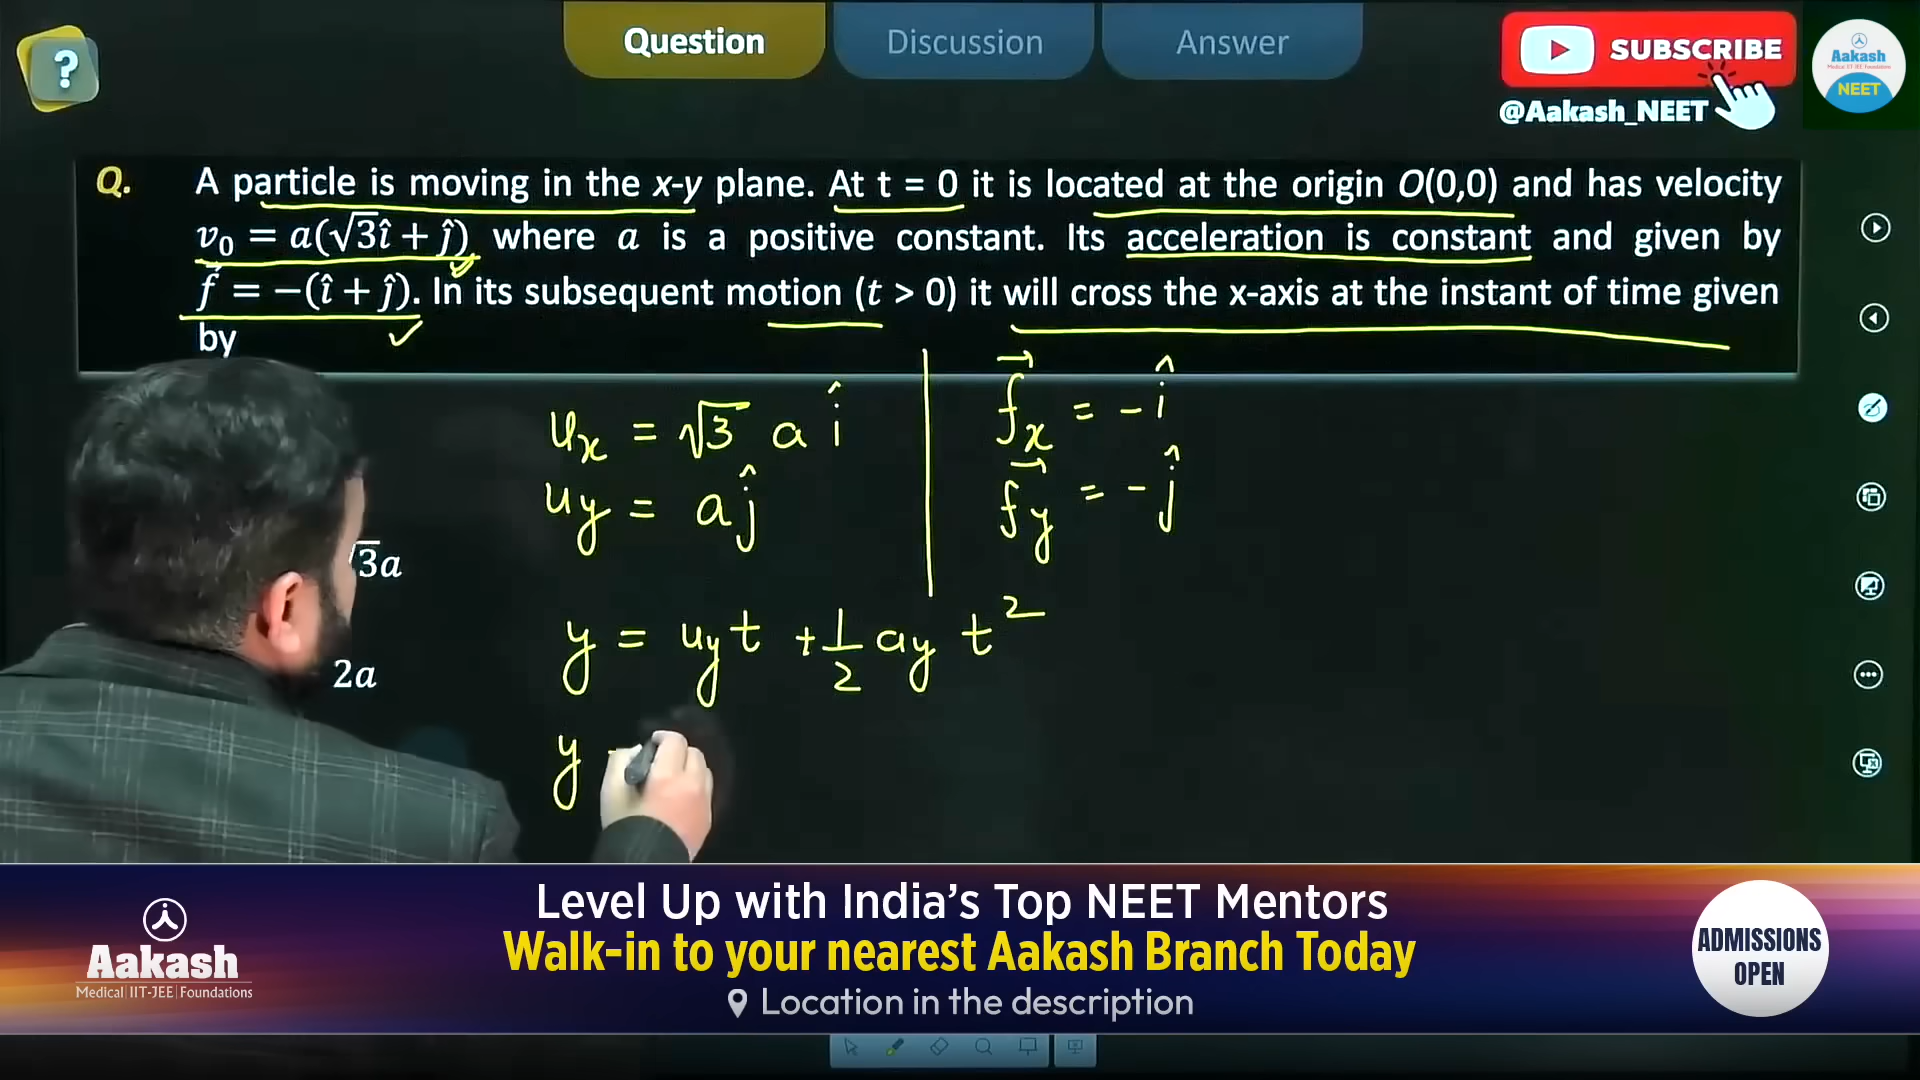 Question
Discussion
Answer
SUBSCRIBE
@Aakash_NEET
Aakash
NEET
?
Q. A particle is moving in the x-y plane. At t = 0 it is located at the origin O(0,0) and has velocity
v₀ = a(√3î + ĵ) where a is a positive constant. Its acceleration is constant and given by
f⃗ = −(î + ĵ). In its subsequent motion (t > 0) it will cross the x-axis at the instant of time given
by
uₓ = √3 a î
u_y = a ĵ
f⃗ₓ = - î
f⃗_y = - ĵ
√3a
2a
y = u_y t + 1/2 a_y t²
y
Level Up with India's Top NEET Mentors
Walk-in to your nearest Aakash Branch Today
Location in the description
Aakash
Medical|IIT-JEE|Foundations
ADMISSIONS
OPEN